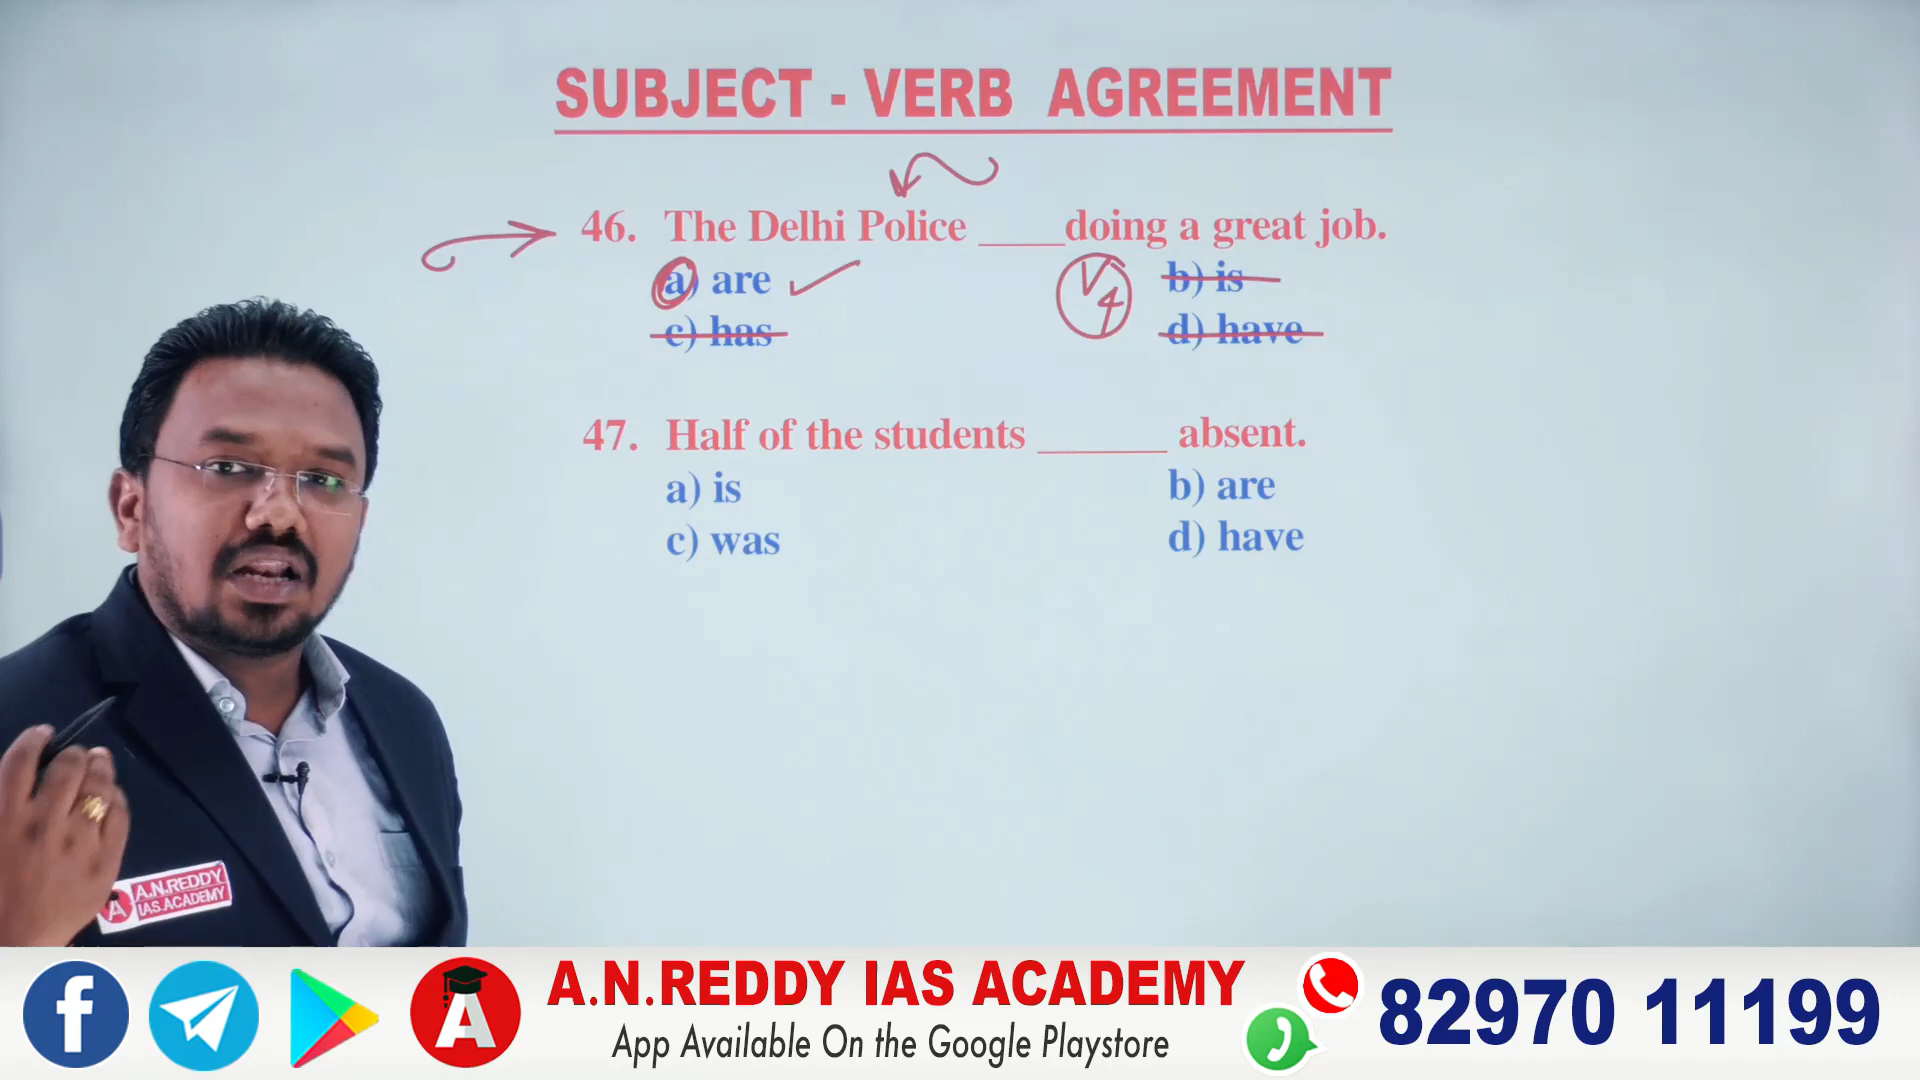 SUBJECT - VERB AGREEMENT
46. The Delhi Police ____doing a great job.
a) are b) is
V4
c) has d) have
47. Half of the students ______ absent.
a) is b) are
c) was d) have
A.N.REDDY
IAS ACADEMY
A.N.REDDY IAS ACADEMY
App Available On the Google Playstore
82970 11199